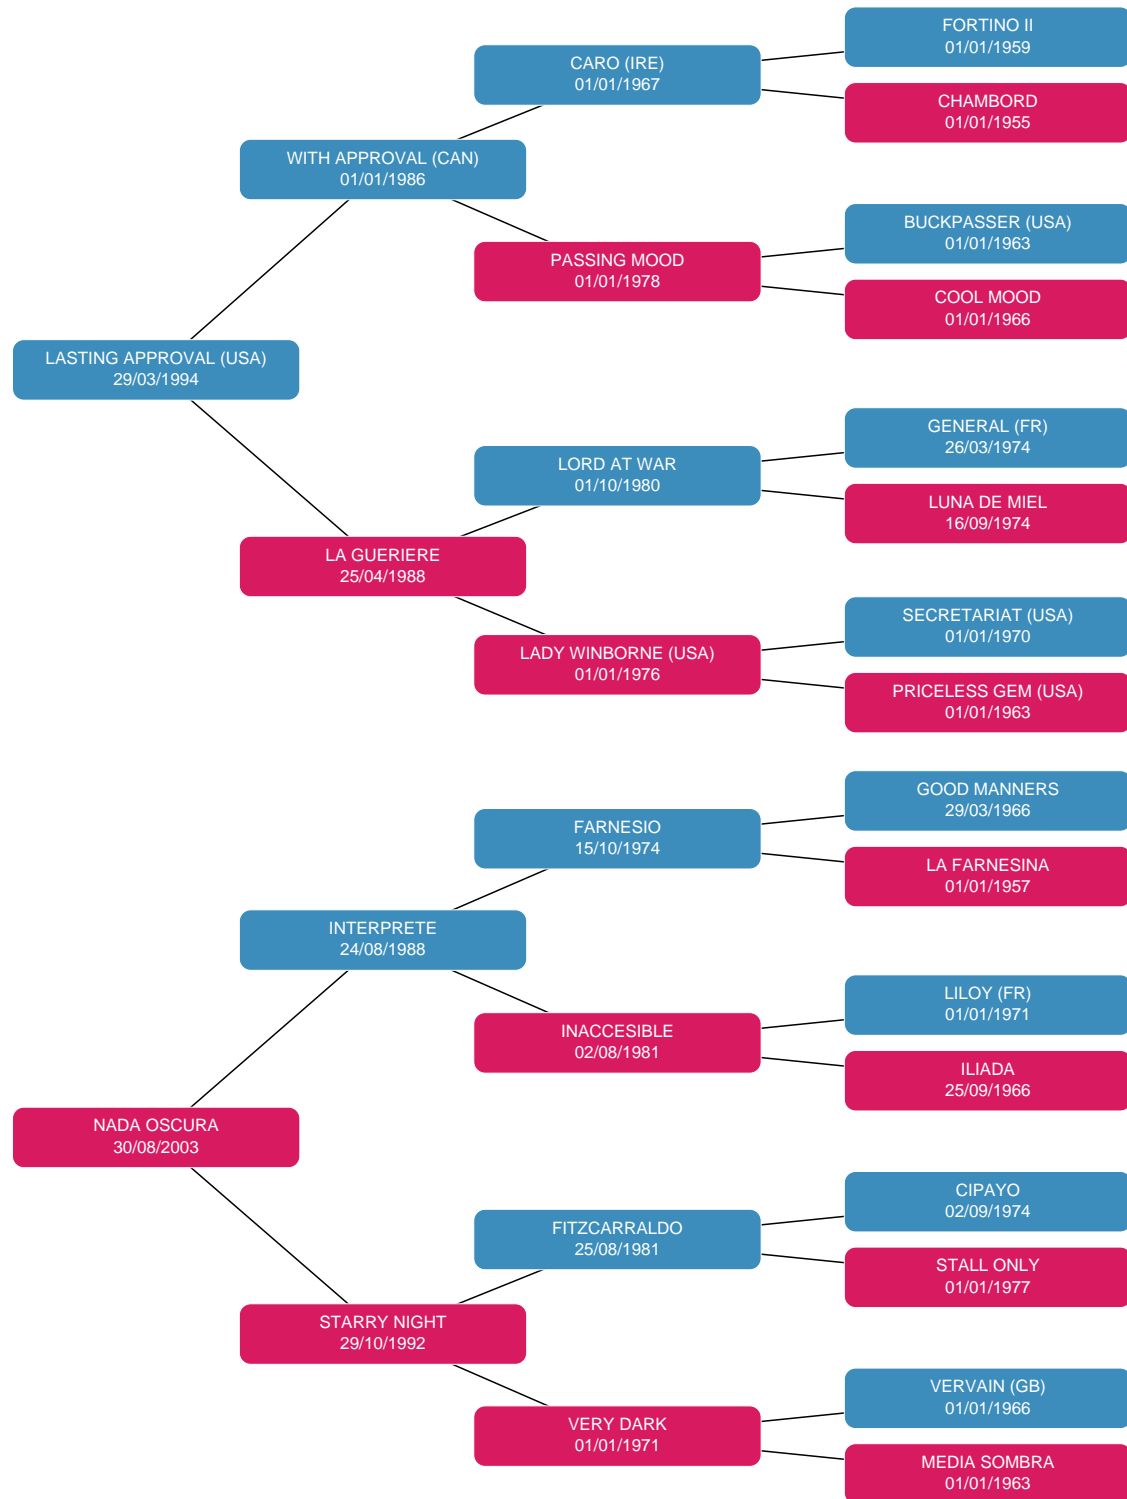 FORTINO II
01/01/1959
CARO (IRE)
01/01/1967
CHAMBORD
01/01/1955
WITH APPROVAL (CAN)
01/01/1986
BUCKPASSER (USA)
01/01/1963
PASSING MOOD
01/01/1978
COOL MOOD
01/01/1966
LASTING APPROVAL (USA)
29/03/1994
GENERAL (FR)
26/03/1974
LORD AT WAR
01/10/1980
LUNA DE MIEL
16/09/1974
LA GUERIERE
25/04/1988
SECRETARIAT (USA)
01/01/1970
LADY WINBORNE (USA)
01/01/1976
PRICELESS GEM (USA)
01/01/1963
GOOD MANNERS
29/03/1966
FARNESIO
15/10/1974
LA FARNESINA
01/01/1957
INTERPRETE
24/08/1988
LILOY (FR)
01/01/1971
INACCESIBLE
02/08/1981
ILIADA
25/09/1966
NADA OSCURA
30/08/2003
CIPAYO
02/09/1974
FITZCARRALDO
25/08/1981
STALL ONLY
01/01/1977
STARRY NIGHT
29/10/1992
VERVAIN (GB)
01/01/1966
VERY DARK
01/01/1971
MEDIA SOMBRA
01/01/1963